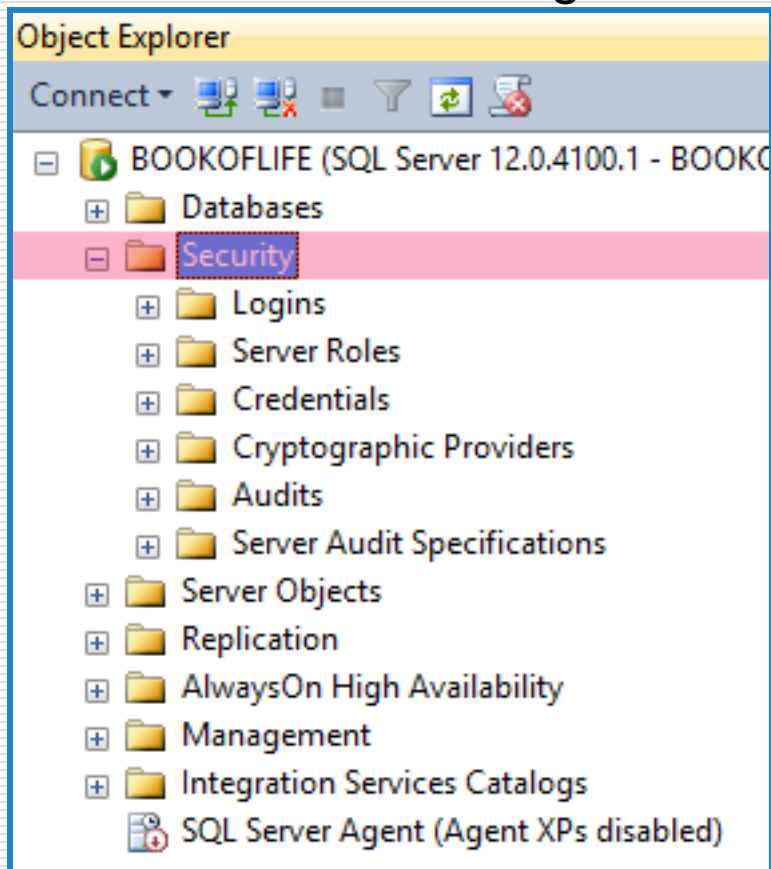 Object Explorer
Connect
BOOKOFLIFE (SQL Server 12.0.4100.1 - BOOKO
Databases
Security
Logins
Server Roles
Credentials
Cryptographic Providers
Audits
Server Audit Specifications
Server Objects
Replication
AlwaysOn High Availability
Management
Integration Services Catalogs
SQL Server Agent (Agent XPs disabled)